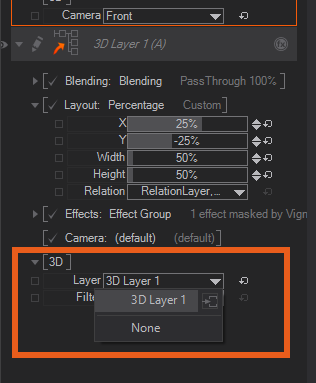 3D
Camera Front
3D Layer 1 (A)
Blending: Blending PassThrough 100%
Layout: Percentage Custom
X 25%
Y -25%
Width 50%
Height 50%
Relation RelationLayer,...
Effects: Effect Group 1 effect masked by Vign
Camera: (default) (default)
3D
Layer 3D Layer 1
Filte 3D Layer 1
None